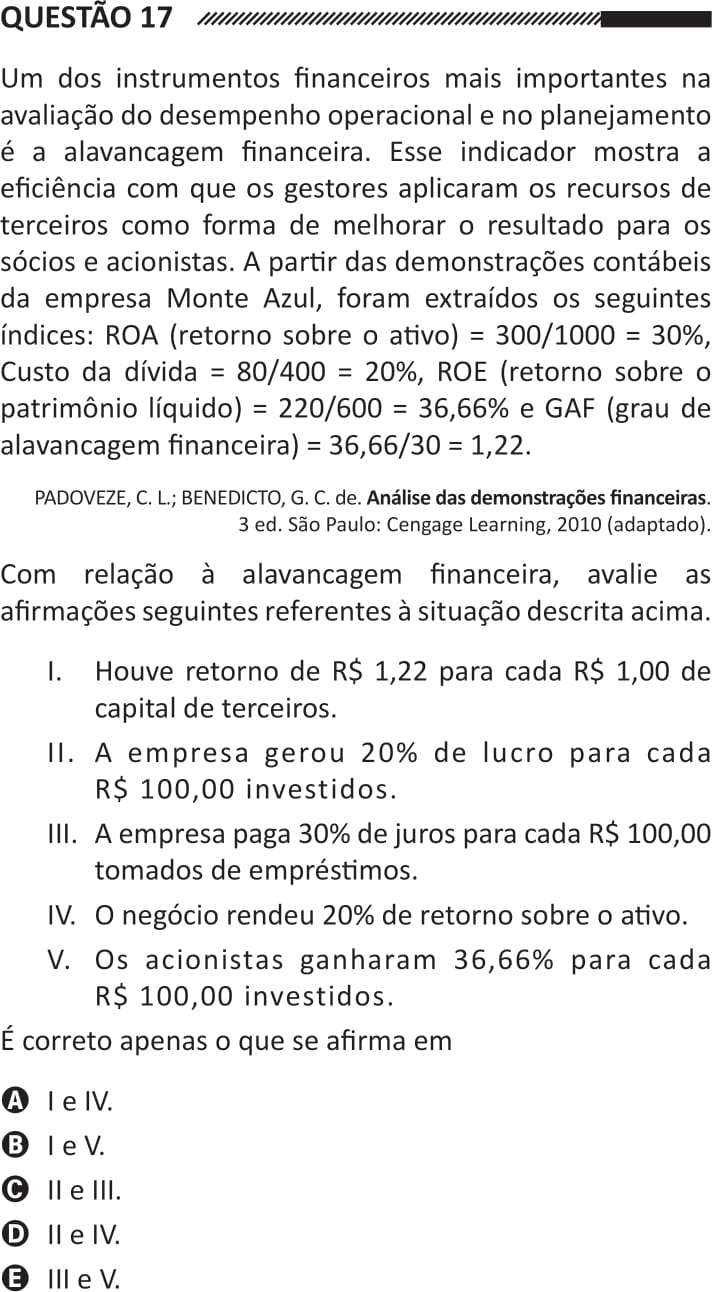 QUESTÃO 17
Um dos instrumentos financeiros mais importantes na
avaliação do desempenho operacional e no planejamento
é a alavancagem financeira. Esse indicador mostra a
eficiência com que os gestores aplicaram os recursos de
terceiros como forma de melhorar o resultado para os
sócios e acionistas. A partir das demonstrações contábeis
da empresa Monte Azul, foram extraídos os seguintes
índices: ROA (retorno sobre o ativo) = 300/1000 = 30%,
Custo da dívida = 80/400 = 20%, ROE (retorno sobre o
patrimônio líquido) = 220/600 = 36,66% e GAF (grau de
alavancagem financeira) = 36,66/30 = 1,22.
PADOVEZE, C. L.; BENEDICTO, G. C. de. Análise das demonstrações financeiras.
3 ed. São Paulo: Cengage Learning, 2010 (adaptado).
Com relação à alavancagem financeira, avalie as
afirmações seguintes referentes à situação descrita acima.
I. Houve retorno de R$ 1,22 para cada R$ 1,00 de
capital de terceiros.
II. A empresa gerou 20% de lucro para cada
R$ 100,00 investidos.
III. A empresa paga 30% de juros para cada R$ 100,00
tomados de empréstimos.
IV. O negócio rendeu 20% de retorno sobre o ativo.
V. Os acionistas ganharam 36,66% para cada
R$ 100,00 investidos.
É correto apenas o que se afirma em
A I e IV.
B I e V.
C II e III.
D II e IV.
E III e V.